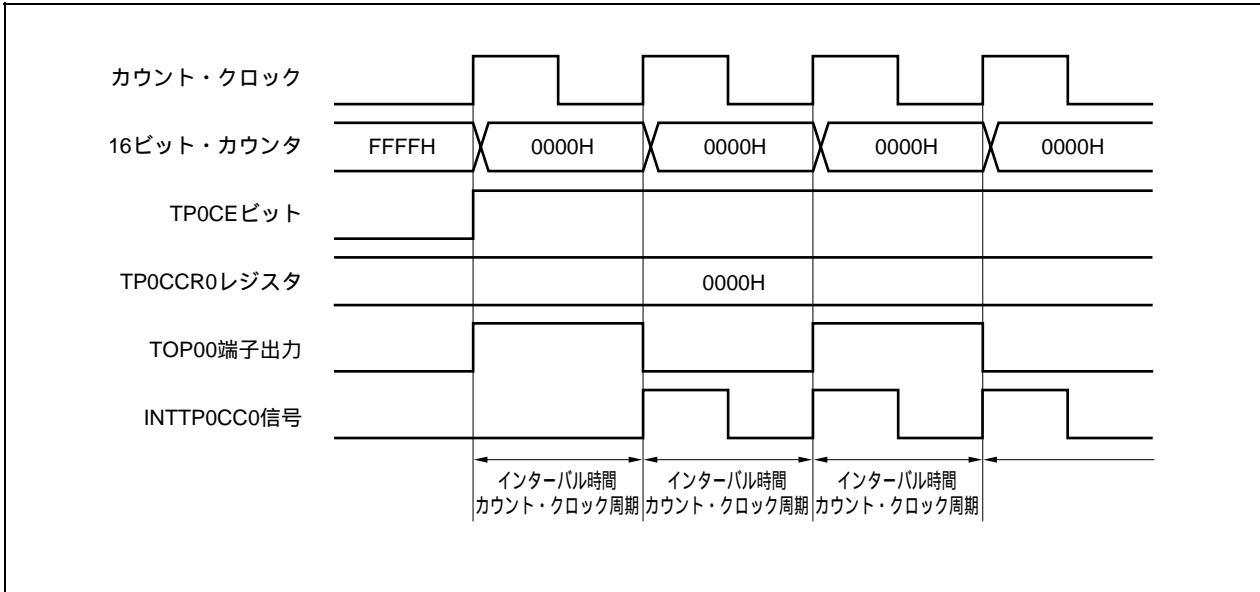 カウント・クロック
16ビット・カウンタ
FFFFH
0000H
0000H
0000H
0000H
TP0CEビット
TP0CCR0レジスタ
0000H
TOP00端子出力
INTTP0CC0信号
インターバル時間
カウント・クロック周期
インターバル時間
カウント・クロック周期
インターバル時間
カウント・クロック周期